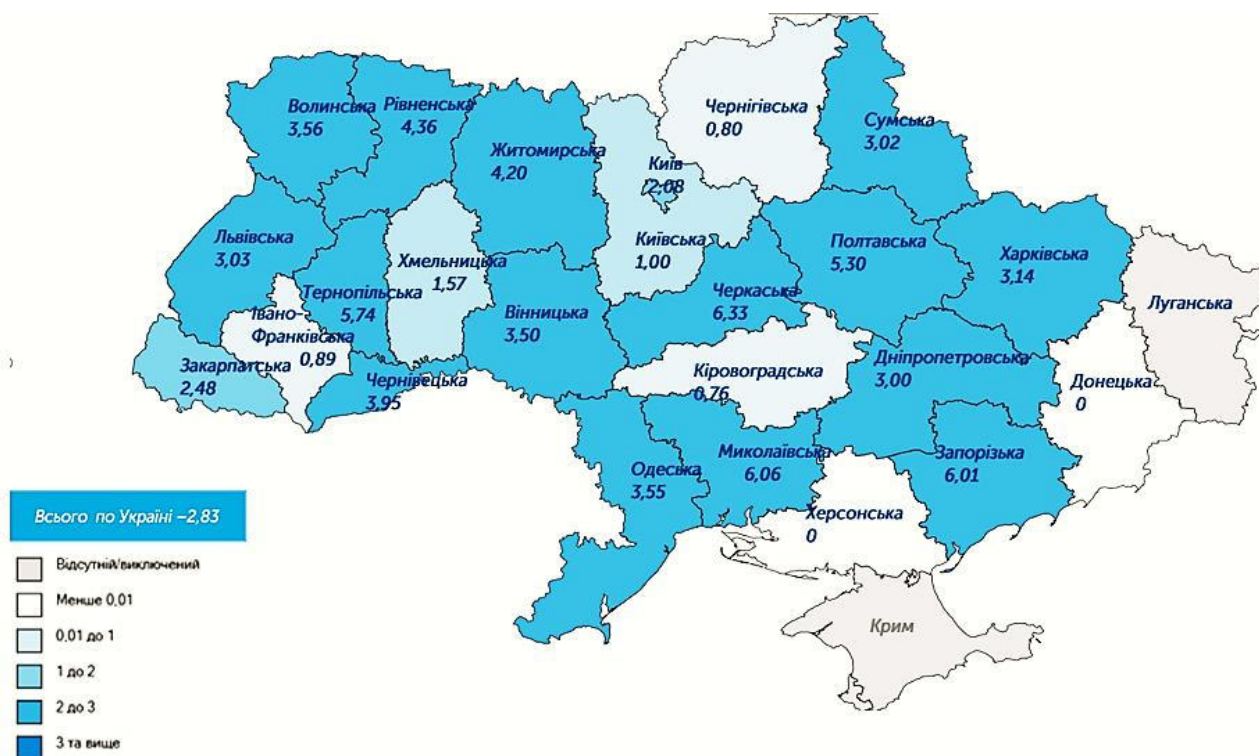 Волинська
3,56
Рівненська
4,36
Житомирська
4,20
Київ
2,08
Чернігівська
0,80
Сумська
3,02
Львівська
3,03
Тернопільська
5,74
Хмельницька
1,57
Вінницька
3,50
Київська
1,00
Черкаська
6,33
Полтавська
5,30
Харківська
3,14
Луганська
Івано-
Франківська
0,89
Закарпатська
2,48
Чернівецька
3,95
Кіровоградська
0,76
Дніпропетровська
3,00
Донецька
0
Одеська
3,55
Миколаївська
6,06
Запорізька
6,01
Херсонська
0
Крим
Всього по Україні –2,83
Відсутній/виключений
Менше 0,01
0,01 до 1
1 до 2
2 до 3
3 та вище